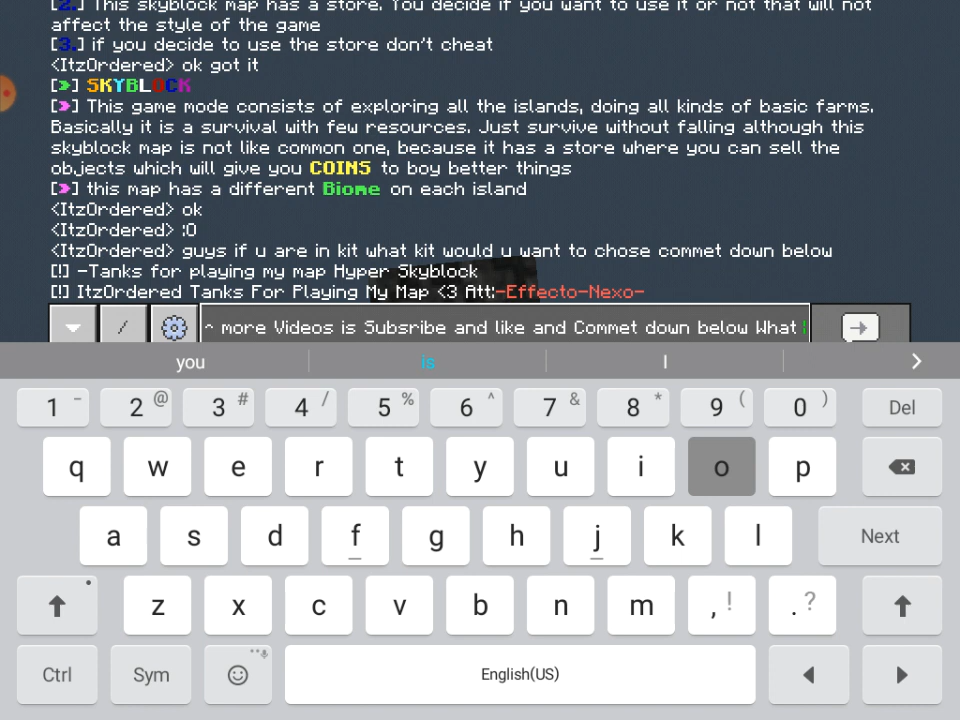 [2.] This skyblock map has a store. You decide if you want to use it or not that will not
affect the style of the game
[3.] if you decide to use the store don't cheat
<ItzOrdered> ok got it
[»] SKYBLOCK
[»] This game mode consists of exploring all the islands, doing all kinds of basic farms.
Basically it is a survival with few resources. Just survive without falling although this
skyblock map is not like common one, because it has a store where you can sell the
objects which will give you COINS to boy better things
[»] this map has a different Biome on each island
<ItzOrdered> ok
<ItzOrdered> :O
<ItzOrdered> guys if u are in kit what kit would u want to chose commet down below
[!] -Tanks for playing my map Hyper Skyblock
[!] ItzOrdered Tanks For Playing My Map <3 Att:-Effecto-Nexo-
/ ^ more Videos is Subsribe and like and Commet down below What
you is I >
1 - 2 @ 3 # 4 / 5 % 6 ^ 7 & 8 * 9 ( 0 ) Del
q w e r t y u i o p
a s d f g h j k l Next
z x c v b n m , ! . ?
Ctrl Sym English(US)